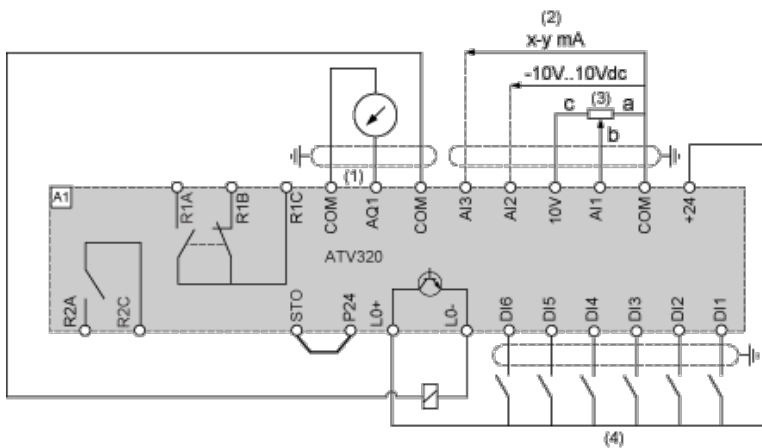 (2)
x-y mA
-10V..10Vdc
c (3) a
b
(1)
A1
R1A R1B R1C COM AQ1 COM AI3 AI2 10V AI1 COM +24
ATV320
R2A R2C STO P24 L0+ L0- DI6 DI5 DI4 DI3 DI2 DI1
(4)